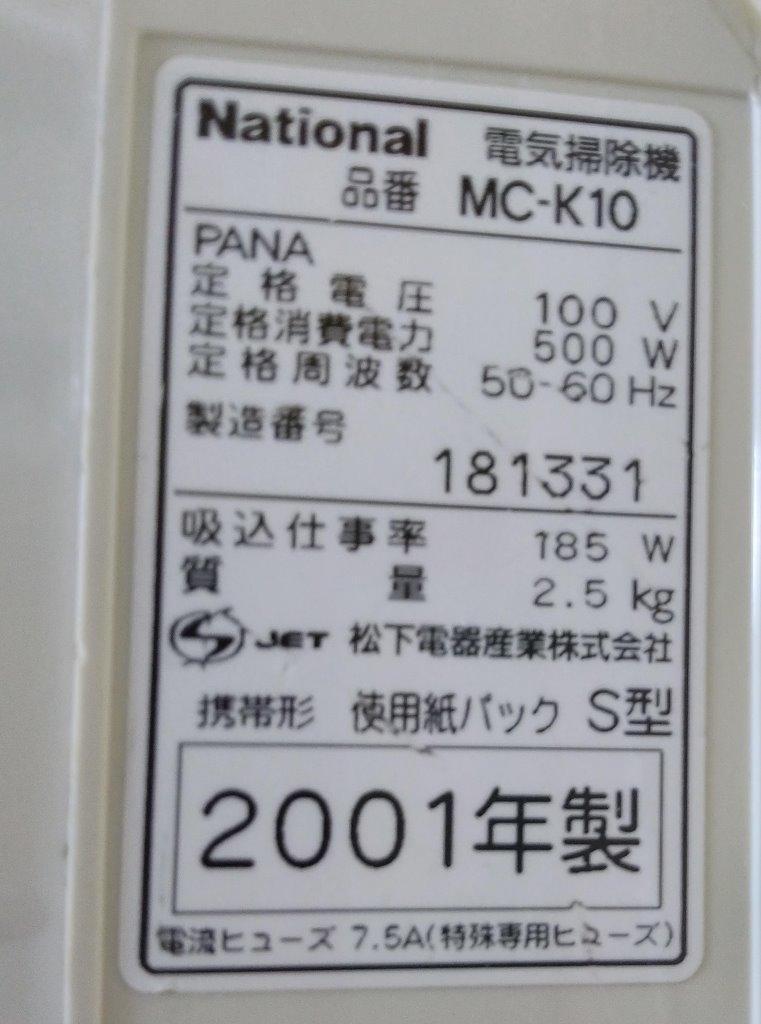 National 電気掃除機
品番 MC-K10
PANA
定格電圧 100 V
定格消費電力 500 W
定格周波数 50-60 Hz
製造番号
181331
吸込仕事率 185 W
質量 2.5 kg
JET 松下電器産業株式会社
携帯形 使用紙パック S型
2001年製
電流ヒューズ 7.5A(特殊専用ヒューズ)